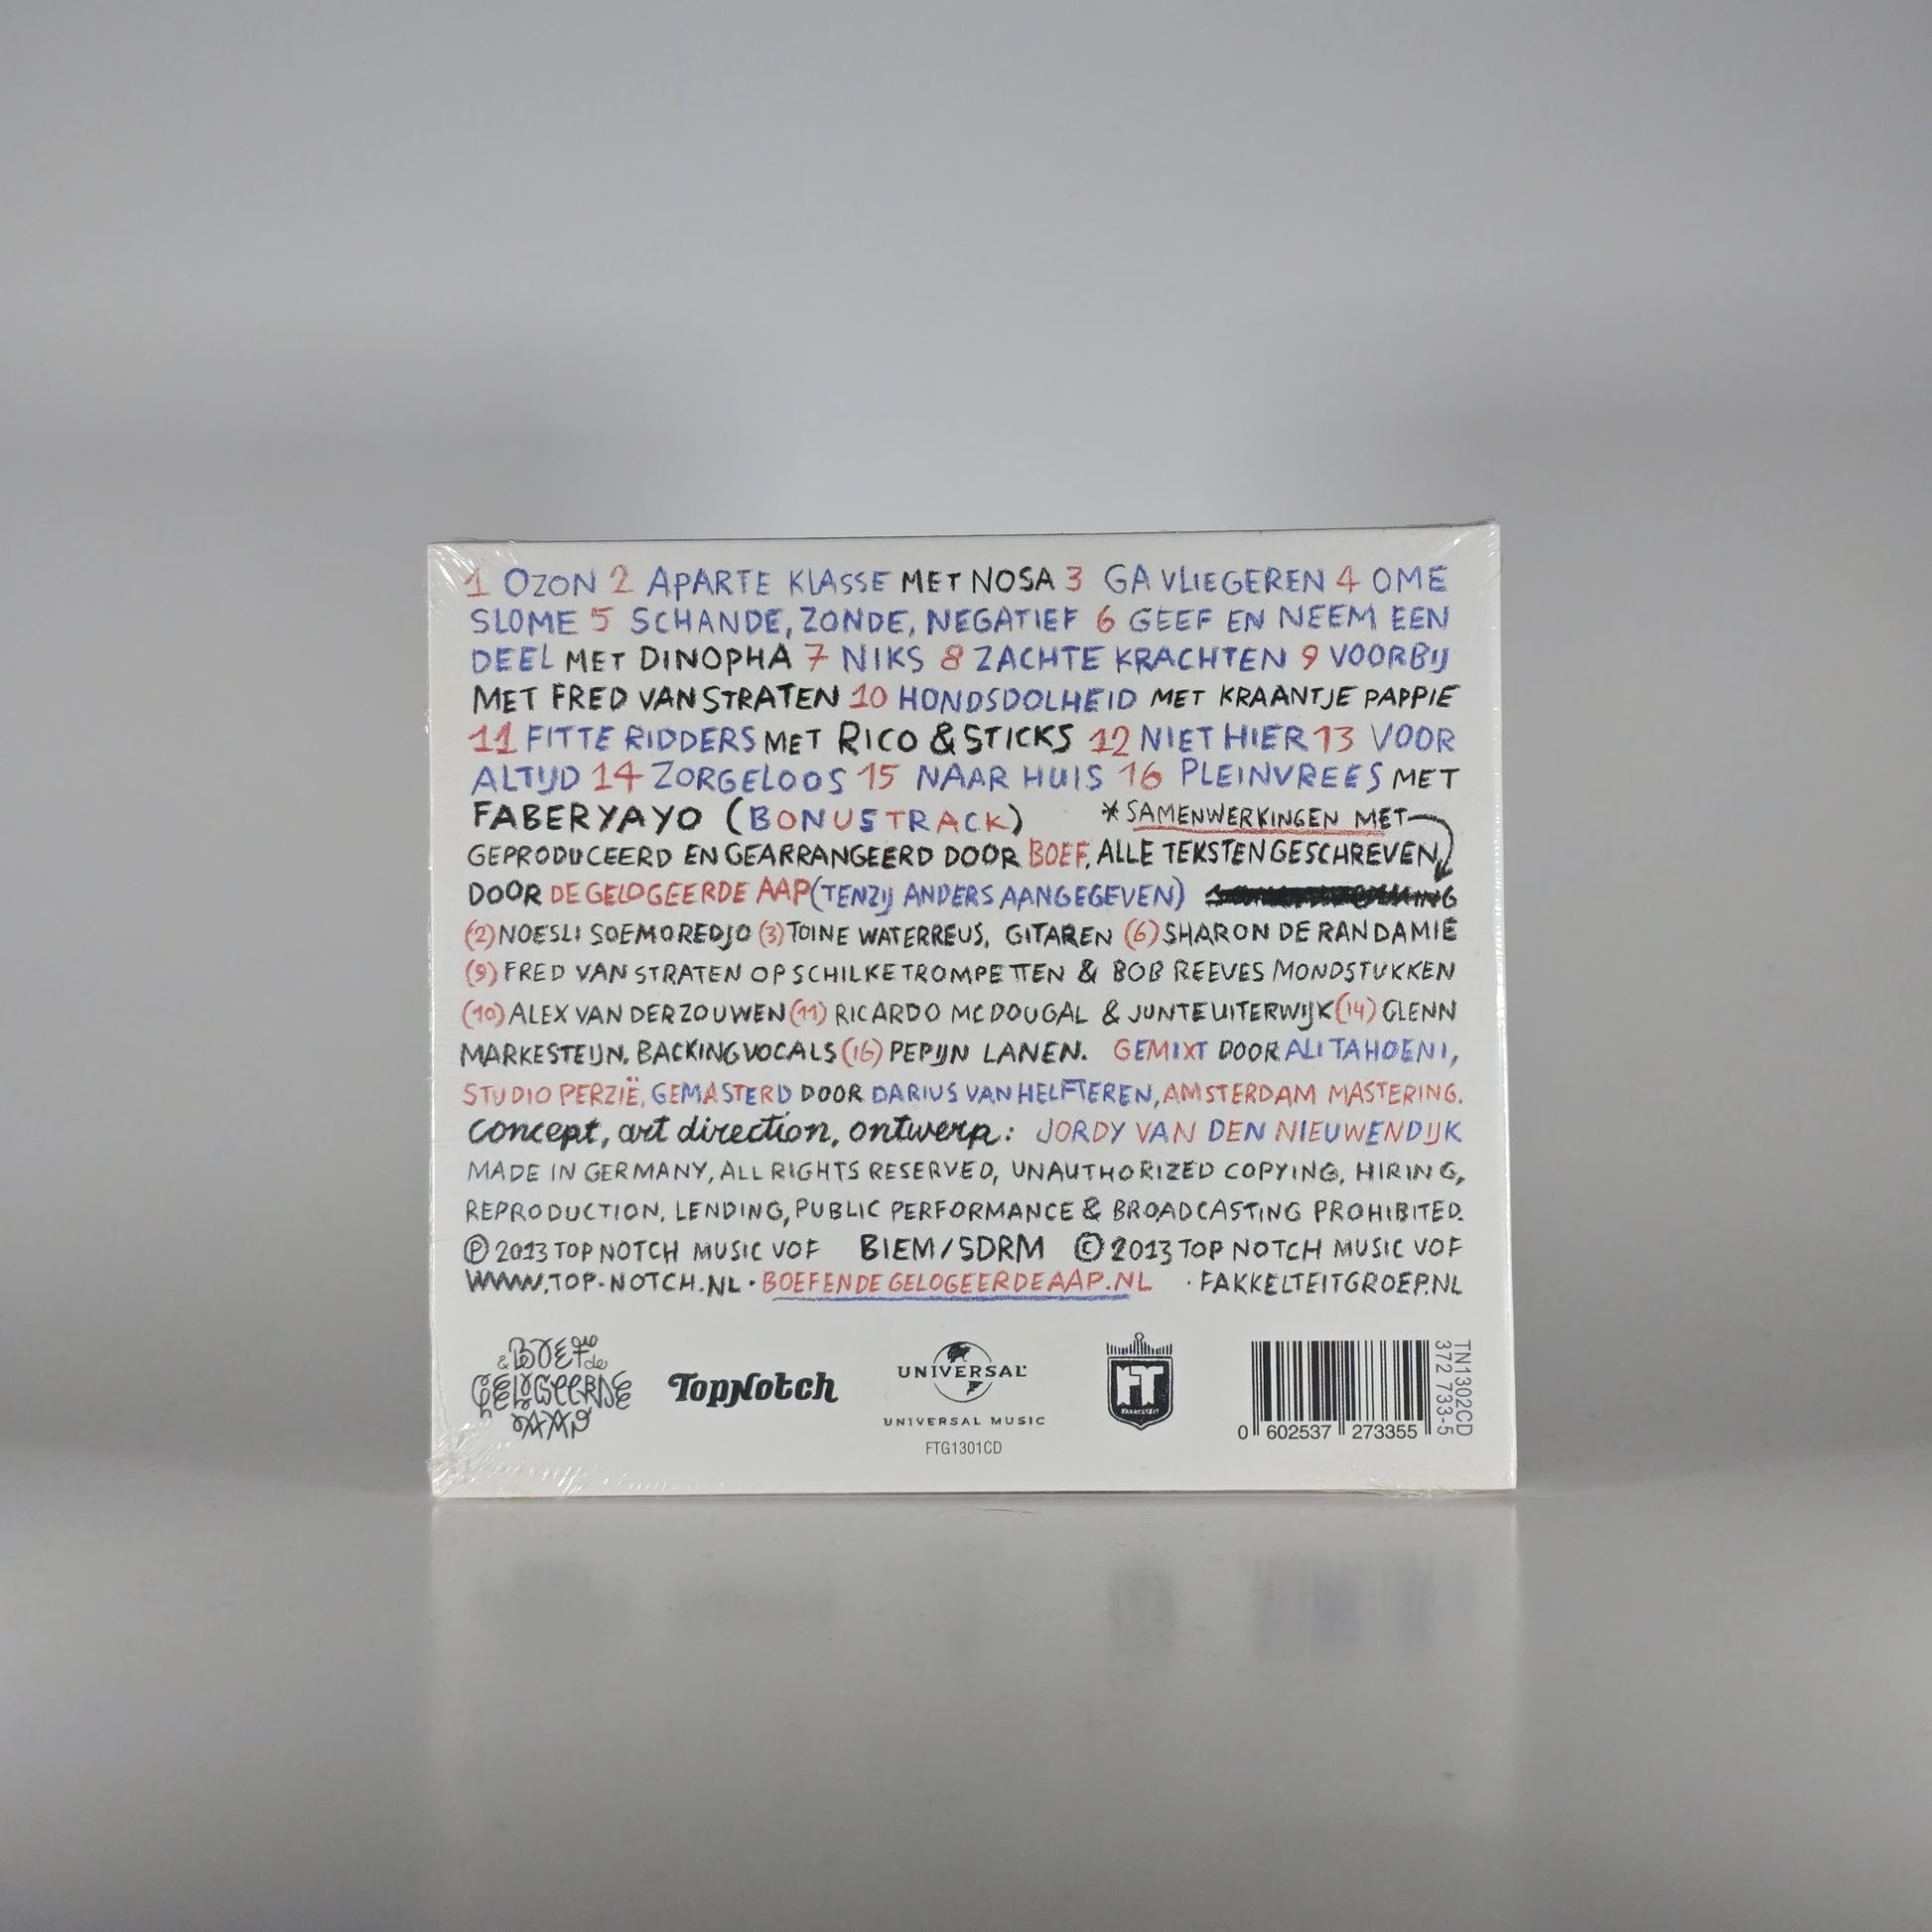 1 OZON 2 APARTE KLASSE MET NOSA 3 GA VLIEGEREN 4 OME
SLOME 5 SCHANDE, ZONDE, NEGATIEF 6 GEEF EN NEEM EEN
DEEL MET DINOPHA 7 NIKS 8 ZACHTE KRACHTEN 9 VOORBIJ
MET FRED VAN STRATEN 10 HONDSDOLHEID MET KRAANTJE PAPPIE
11 FITTE RIDDERS MET RICO & STICKS 12 NIET HIER 13 VOOR
ALTIJD 14 ZORGELOOS 15 NAAR HUIS 16 PLEINVREES MET
FABERYAYO (BONUSTRACK) *SAMENWERKINGEN MET
GEPRODUCEERD EN GEARRANGEERD DOOR BOEF, ALLE TEKSTEN GESCHREVEN
DOOR DE GELOGEERDE AAP (TENZIJ ANDERS AANGEGEVEN)
(2) NOESLI SOEMOREDJO (3) TOINE WATERREUS, GITAREN (6) SHARON DE RANDAMIE
(9) FRED VAN STRATEN OP SCHILKE TROMPETTEN & BOB REEVES MONDSTUKKEN
(10) ALEX VAN DER ZOUWEN (11) RICARDO MCDOUGAL & JUNTE UITERWIJK (14) GLENN
MARKESTEIJN. BACKING VOCALS (16) PEPIJN LANEN. GEMIXT DOOR ALI TAHOENI,
STUDIO PERZIË, GEMASTERD DOOR DARIUS VAN HELFTEREN, AMSTERDAM MASTERING.
concept, art direction, ontwerp: JORDY VAN DEN NIEUWENDIJK
MADE IN GERMANY, ALL RIGHTS RESERVED, UNAUTHORIZED COPYING, HIRING,
REPRODUCTION. LENDING, PUBLIC PERFORMANCE & BROADCASTING PROHIBITED.
℗ 2013 TOP NOTCH MUSIC VOF BIEM/SDRM © 2013 TOP NOTCH MUSIC VOF
WWW.TOP-NOTCH.NL · BOEFENDEGELOGEERDEAAP.NL · FAKKELTEITGROEP.NL
BOEF
& de
GELOGEERDE
AAP
TopNotch
UNIVERSAL
UNIVERSAL MUSIC
FTG1301CD
FT
FAKKELTEIT
0 602537 273355
TN1302CD
372 733-5